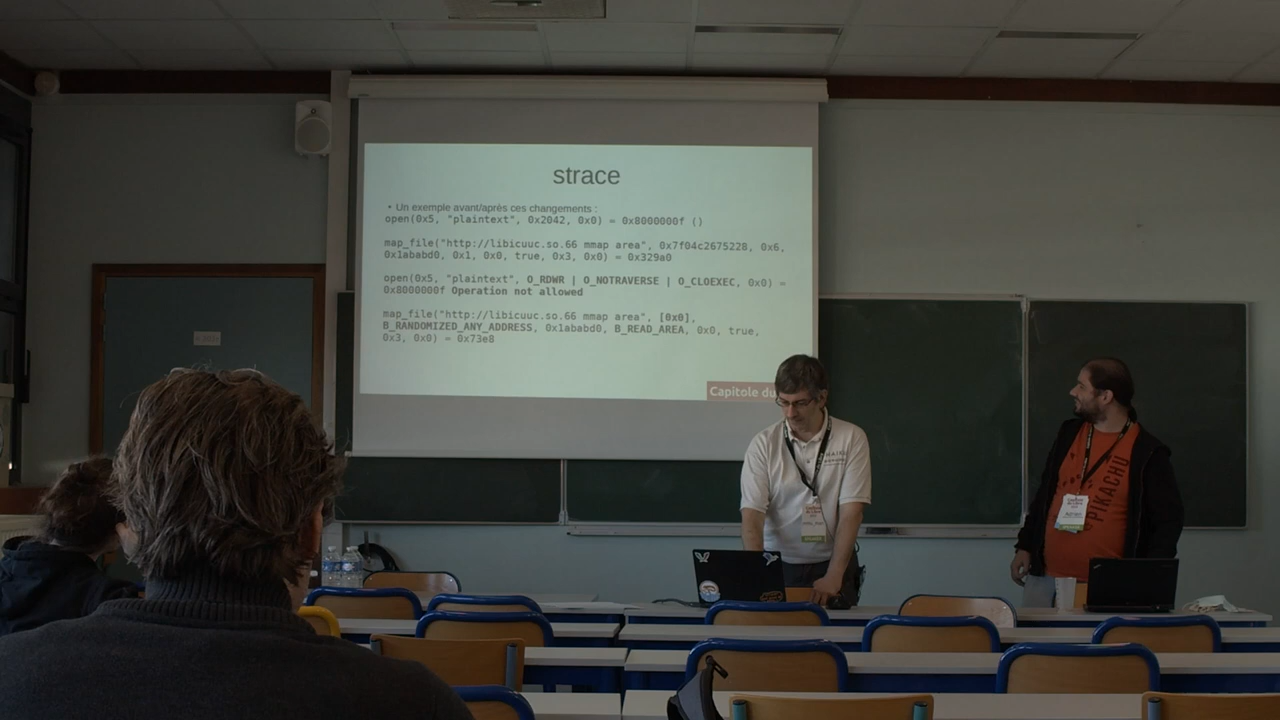 strace
• Un exemple avant/après ces changements :
open(0x5, "plaintext", 0x2042, 0x0) = 0x8000000f ()
map_file("http://libicuuc.so.66 mmap area", 0x7f04c2675228, 0x6,
0x1ababd0, 0x1, 0x0, true, 0x3, 0x0) = 0x329a0
open(0x5, "plaintext", O_RDWR | O_NOTRAVERSE | O_CLOEXEC, 0x0) =
0x8000000f Operation not allowed
map_file("http://libicuuc.so.66 mmap area", [0x0],
B_RANDOMIZED_ANY_ADDRESS, 0x1ababd0, B_READ_AREA, 0x0, true,
0x3, 0x0) = 0x73e8
Capitole du
HAIKU
PIKACHU